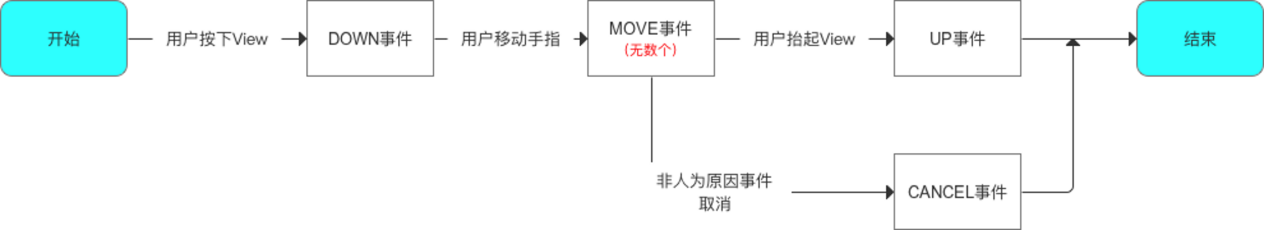 开始
用户按下View
DOWN事件
用户移动手指
MOVE事件
(无数个)
用户抬起View
UP事件
结束
非人为原因事件
取消
CANCEL事件